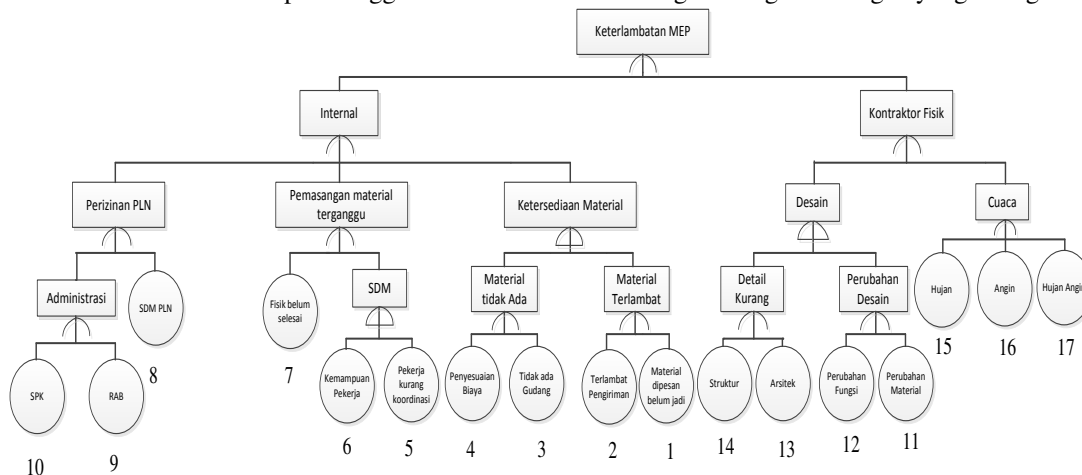 Keterlambatan MEP
Internal
Kontraktor Fisik
Perizinan PLN
Pemasangan material
terganggu
Ketersediaan Material
Desain
Cuaca
Administrasi
SDM PLN
Fisik belum
selesai
SDM
Material
tidak Ada
Material
Terlambat
Detail
Kurang
Perubahan
Desain
Hujan
Angin
Hujan Angin
15
16
17
8
7
SPK
RAB
Kemampuan
Pekerja
Pekerja
kurang
koordinasi
Penyesuaian
Biaya
Tidak ada
Gudang
Terlambat
Pengiriman
Material
dipesan
belum jadi
Struktur
Arsitek
Perubahan
Fungsi
Perubahan
Material
10
9
6
5
4
3
2
1
14
13
12
11